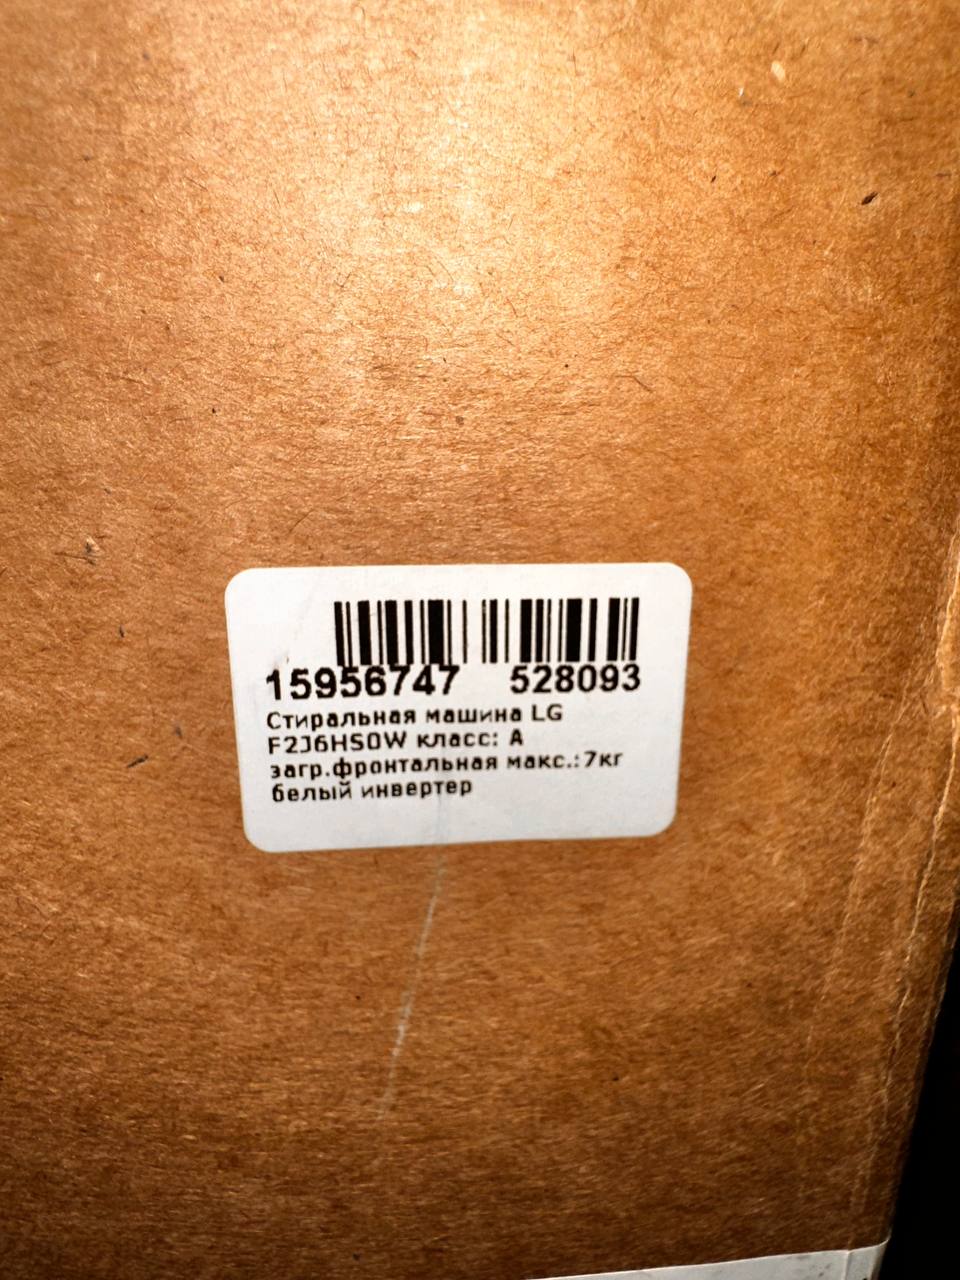 15956747 528093
Стиральная машина LG
F2J6HS0W класс: А
загр.фронтальная макс.:7кг
белый инвертер